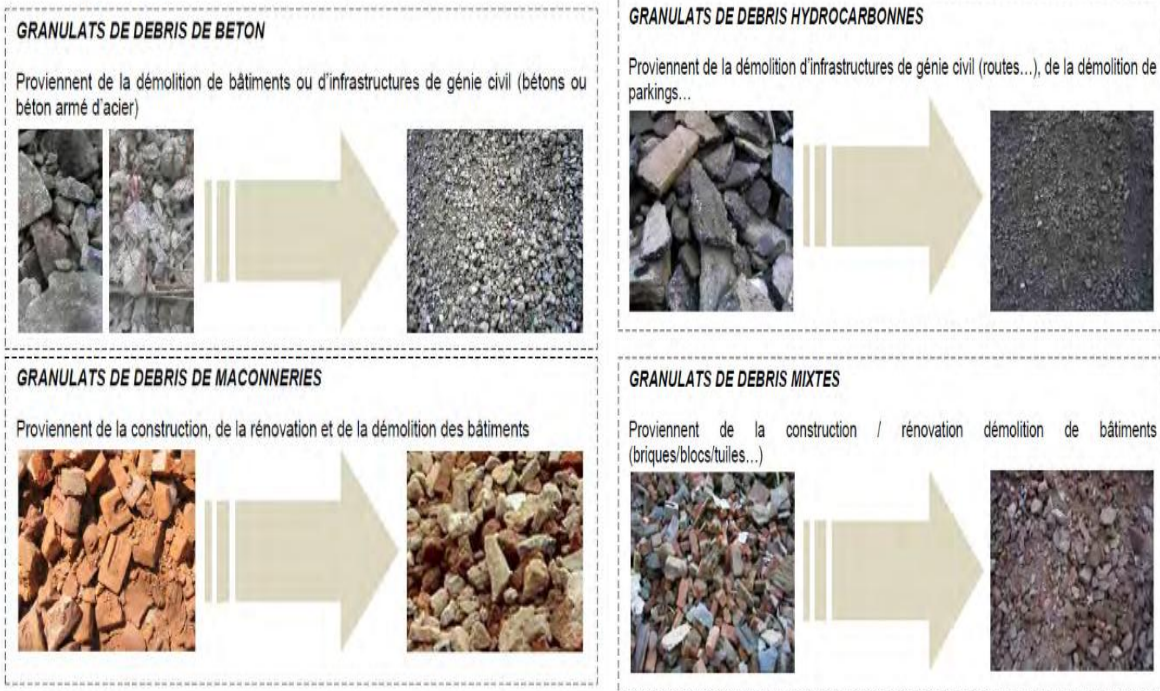 GRANULATS DE DEBRIS DE BETON
Proviennent de la démolition de bâtiments ou d'infrastructures de génie civil (bétons ou
béton armé d'acier)
GRANULATS DE DEBRIS HYDROCARBONNES
Proviennent de la démolition d'infrastructures de génie civil (routes…), de la démolition de
parkings…
GRANULATS DE DEBRIS DE MACONNERIES
Proviennent de la construction, de la rénovation et de la démolition des bâtiments
GRANULATS DE DEBRIS MIXTES
Proviennent de la construction / rénovation démolition de bâtiments
(briques/blocs/tuiles…)